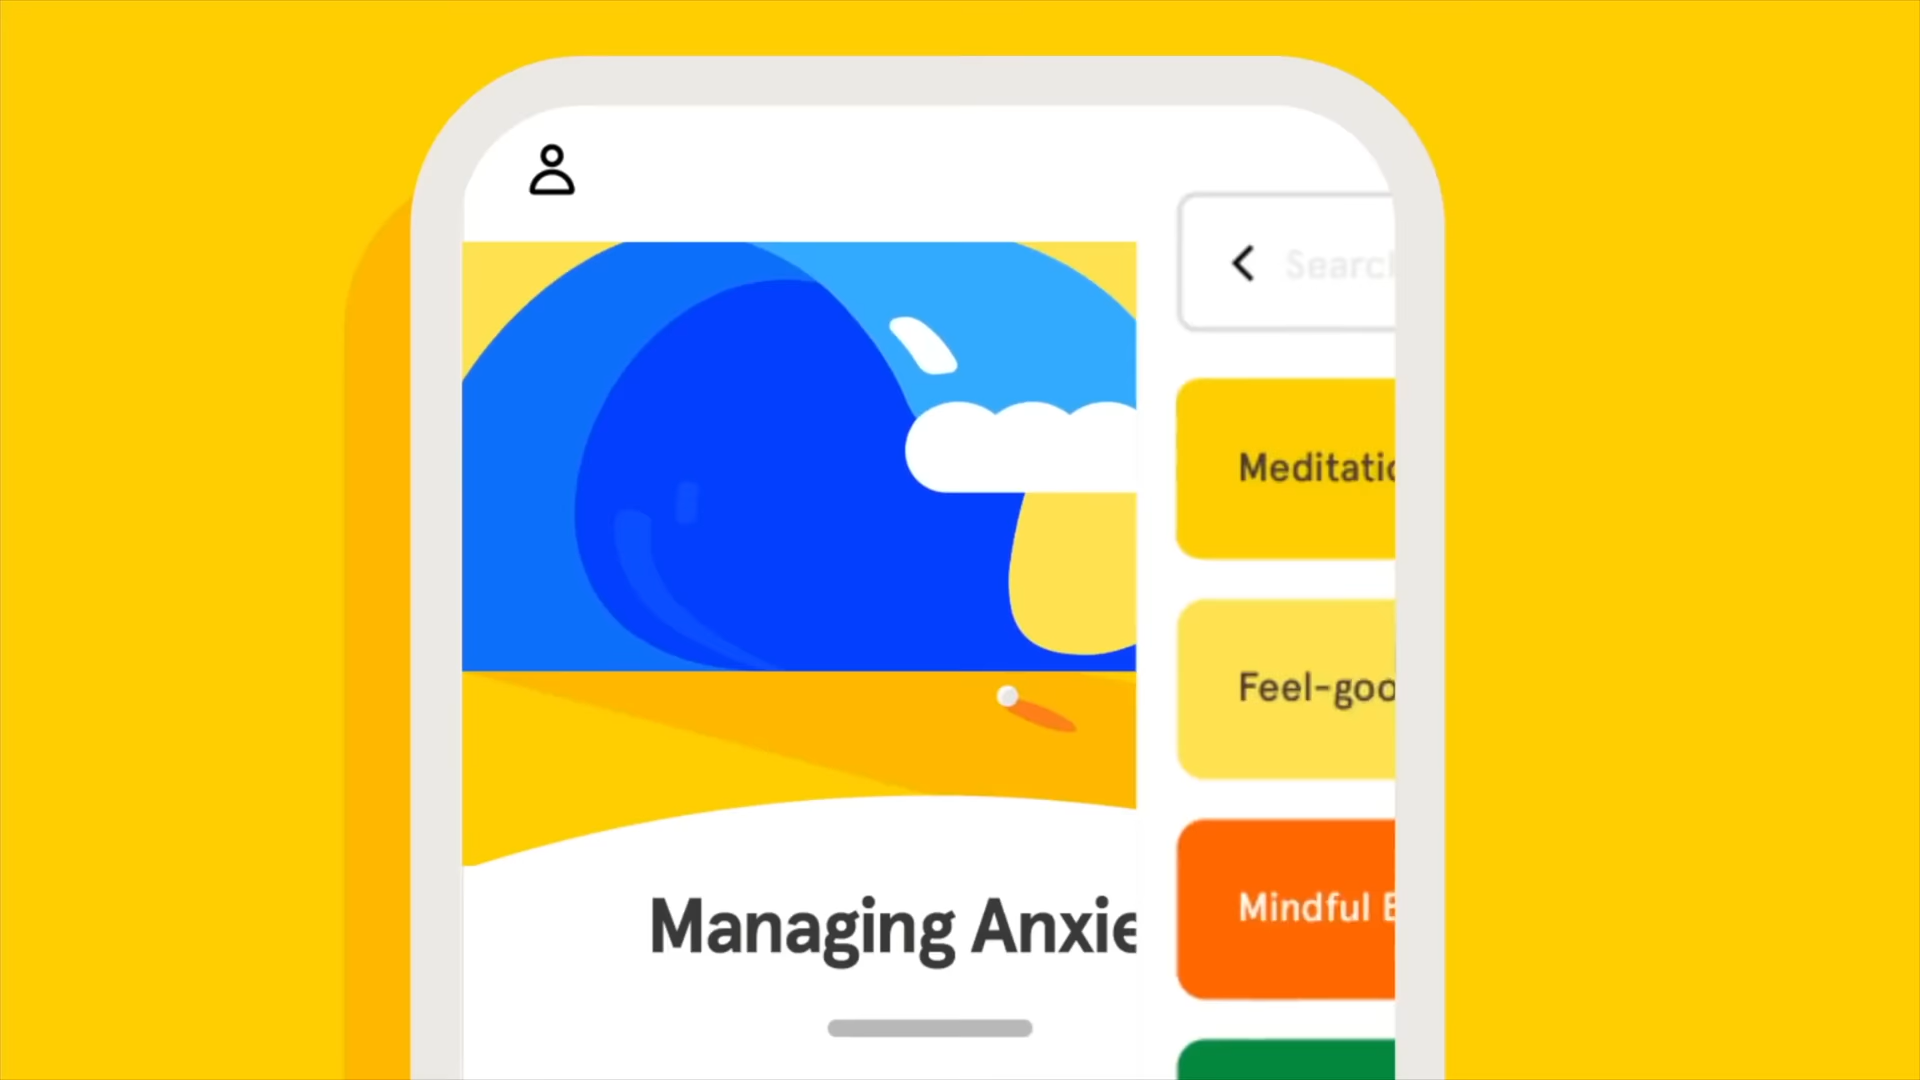 Search
Meditatio
Feel-goo
Mindful
Managing Anxie